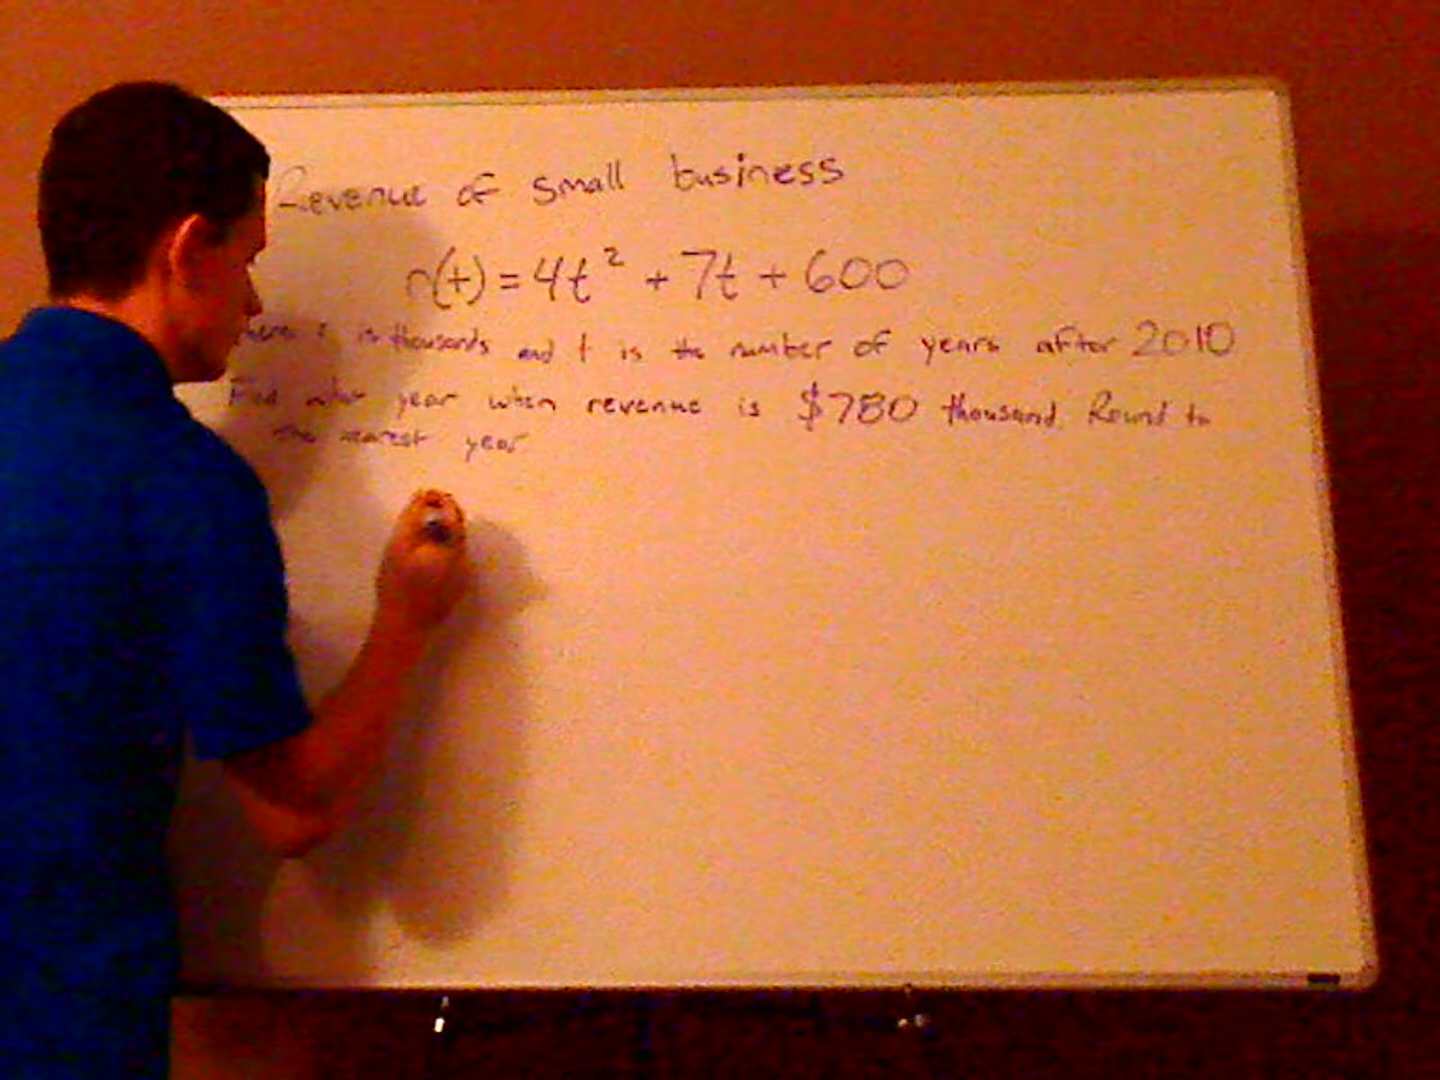 Revenue of small business
r(t) = 4t² + 7t + 600
where r is thousands and t is the number of years after 2010
Find what year when revenue is $780 thousand. Round to
the nearest year